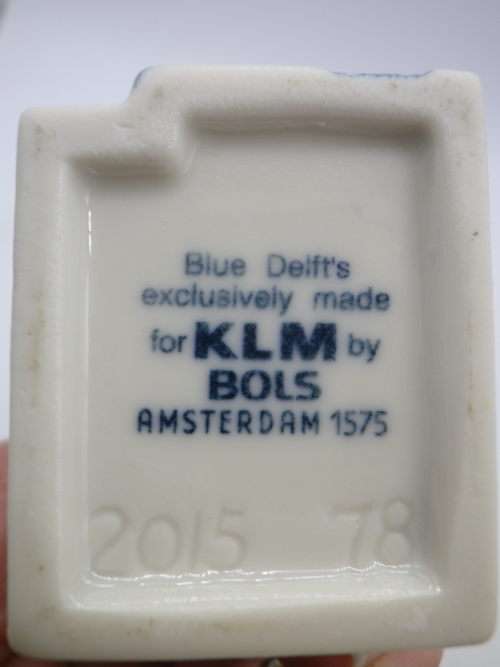 Blue Delft's
exclusively made
for KLM by
BOLS
AMSTERDAM 1575
2015 78